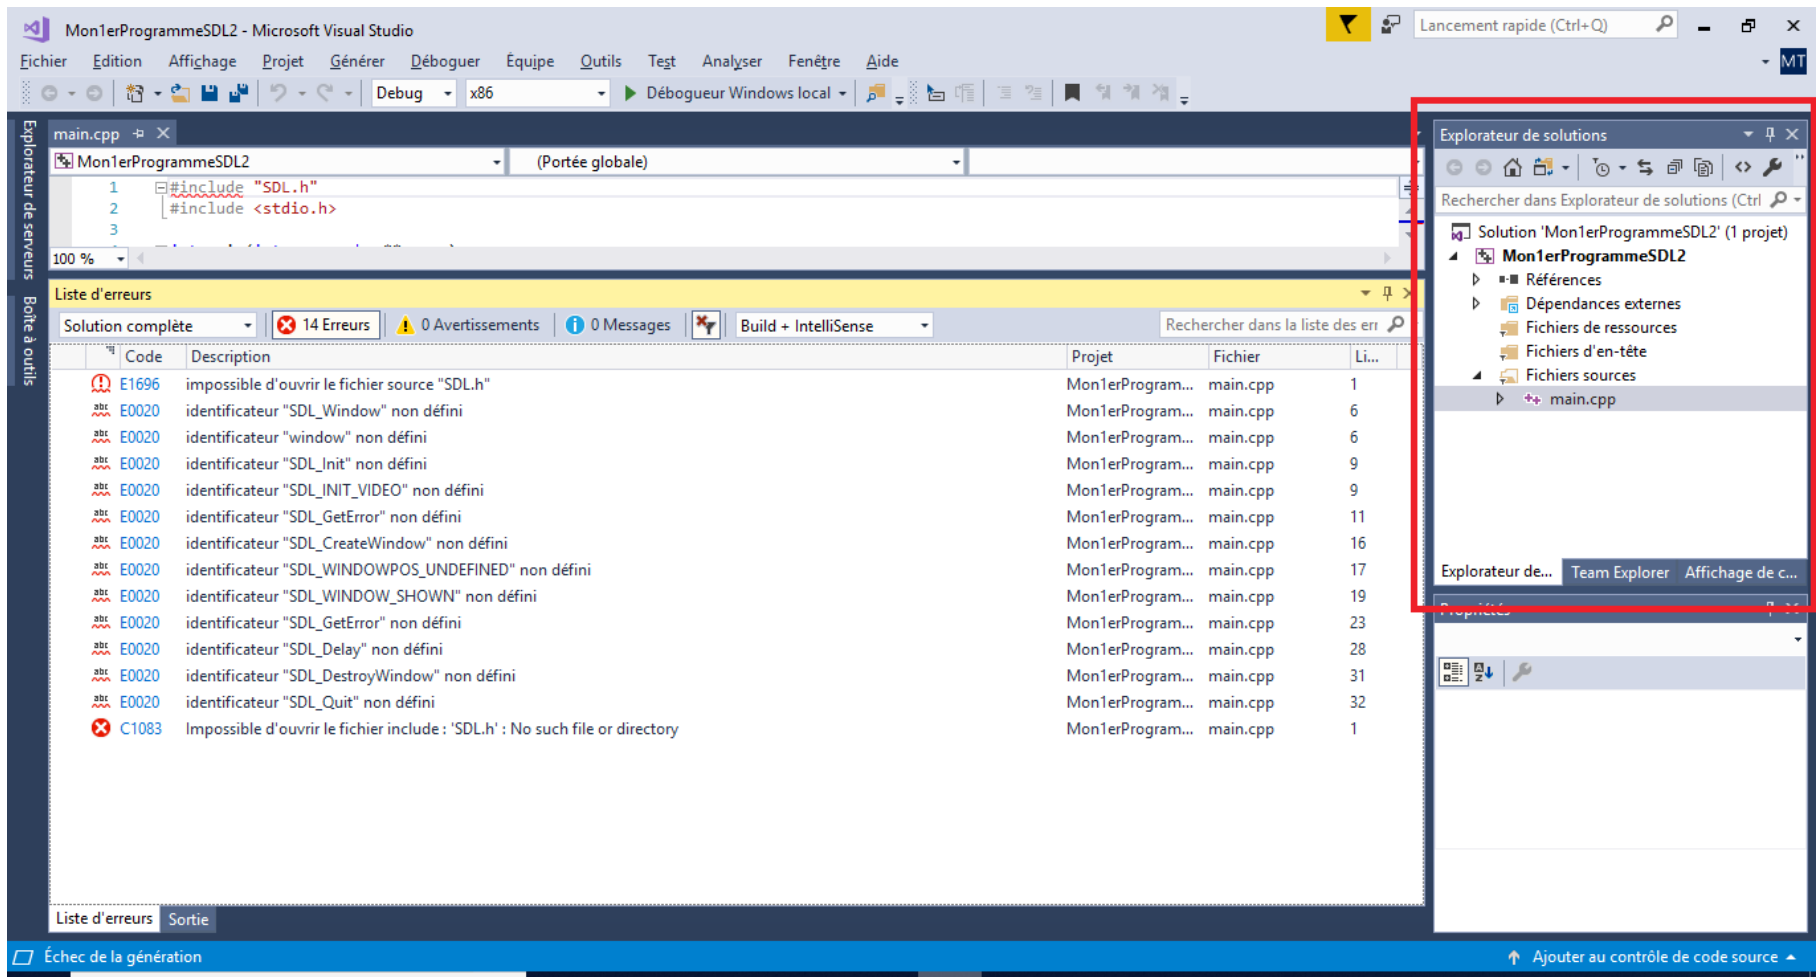 Mon1erProgrammeSDL2 - Microsoft Visual Studio
Lancement rapide (Ctrl+Q)
Fichier Edition Affichage Projet Générer Déboguer Équipe Outils Test Analyser Fenêtre Aide
MT
Debug x86 Débogueur Windows local
Explorateur de serveurs
Boîte à outils
main.cpp
Mon1erProgrammeSDL2 (Portée globale)
1 #include "SDL.h"
2 #include <stdio.h>
3
100 %
Liste d'erreurs
Solution complète 14 Erreurs 0 Avertissements 0 Messages Build + IntelliSense Rechercher dans la liste des err
Code Description Projet Fichier Li...
E1696 impossible d'ouvrir le fichier source "SDL.h" Mon1erProgram... main.cpp 1
E0020 identificateur "SDL_Window" non défini Mon1erProgram... main.cpp 6
E0020 identificateur "window" non défini Mon1erProgram... main.cpp 6
E0020 identificateur "SDL_Init" non défini Mon1erProgram... main.cpp 9
E0020 identificateur "SDL_INIT_VIDEO" non défini Mon1erProgram... main.cpp 9
E0020 identificateur "SDL_GetError" non défini Mon1erProgram... main.cpp 11
E0020 identificateur "SDL_CreateWindow" non défini Mon1erProgram... main.cpp 16
E0020 identificateur "SDL_WINDOWPOS_UNDEFINED" non défini Mon1erProgram... main.cpp 17
E0020 identificateur "SDL_WINDOW_SHOWN" non défini Mon1erProgram... main.cpp 19
E0020 identificateur "SDL_GetError" non défini Mon1erProgram... main.cpp 23
E0020 identificateur "SDL_Delay" non défini Mon1erProgram... main.cpp 28
E0020 identificateur "SDL_DestroyWindow" non défini Mon1erProgram... main.cpp 31
E0020 identificateur "SDL_Quit" non défini Mon1erProgram... main.cpp 32
C1083 Impossible d'ouvrir le fichier include : 'SDL.h' : No such file or directory Mon1erProgram... main.cpp 1
Liste d'erreurs Sortie
Explorateur de solutions
Rechercher dans Explorateur de solutions (Ctrl
Solution 'Mon1erProgrammeSDL2' (1 projet)
Mon1erProgrammeSDL2
Références
Dépendances externes
Fichiers de ressources
Fichiers d'en-tête
Fichiers sources
main.cpp
Explorateur de... Team Explorer Affichage de c...
Propriétés
Échec de la génération
Ajouter au contrôle de code source